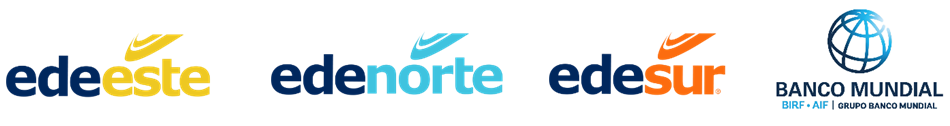 edeeste
edenorte
edesur®
BANCO MUNDIAL
BIRF • AIF | GRUPO BANCO MUNDIAL